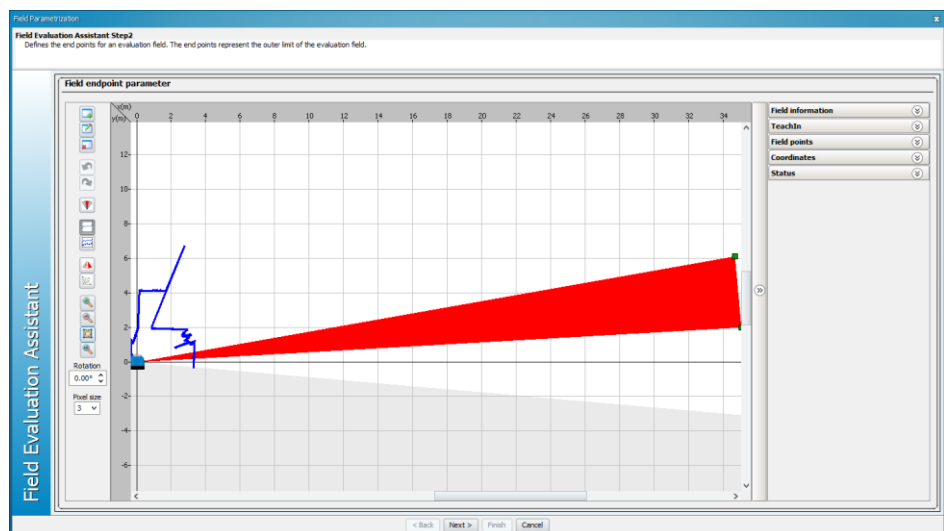 Field Parametrization
Field Evaluation Assistant Step2
Defines the end points for an evaluation field. The end points represent the outer limit of the evaluation field.
Field Evaluation Assistant
Field endpoint parameter
x(m)
y(m)
0 2 4 6 8 10 12 14 16 18 20 22 24 26 28 30 32 34
12
10
8
6
4
2
0
-2
-4
-6
Rotation
0.00°
Pixel size
3
Field information
TeachIn
Field points
Coordinates
Status
< Back Next > Finish Cancel